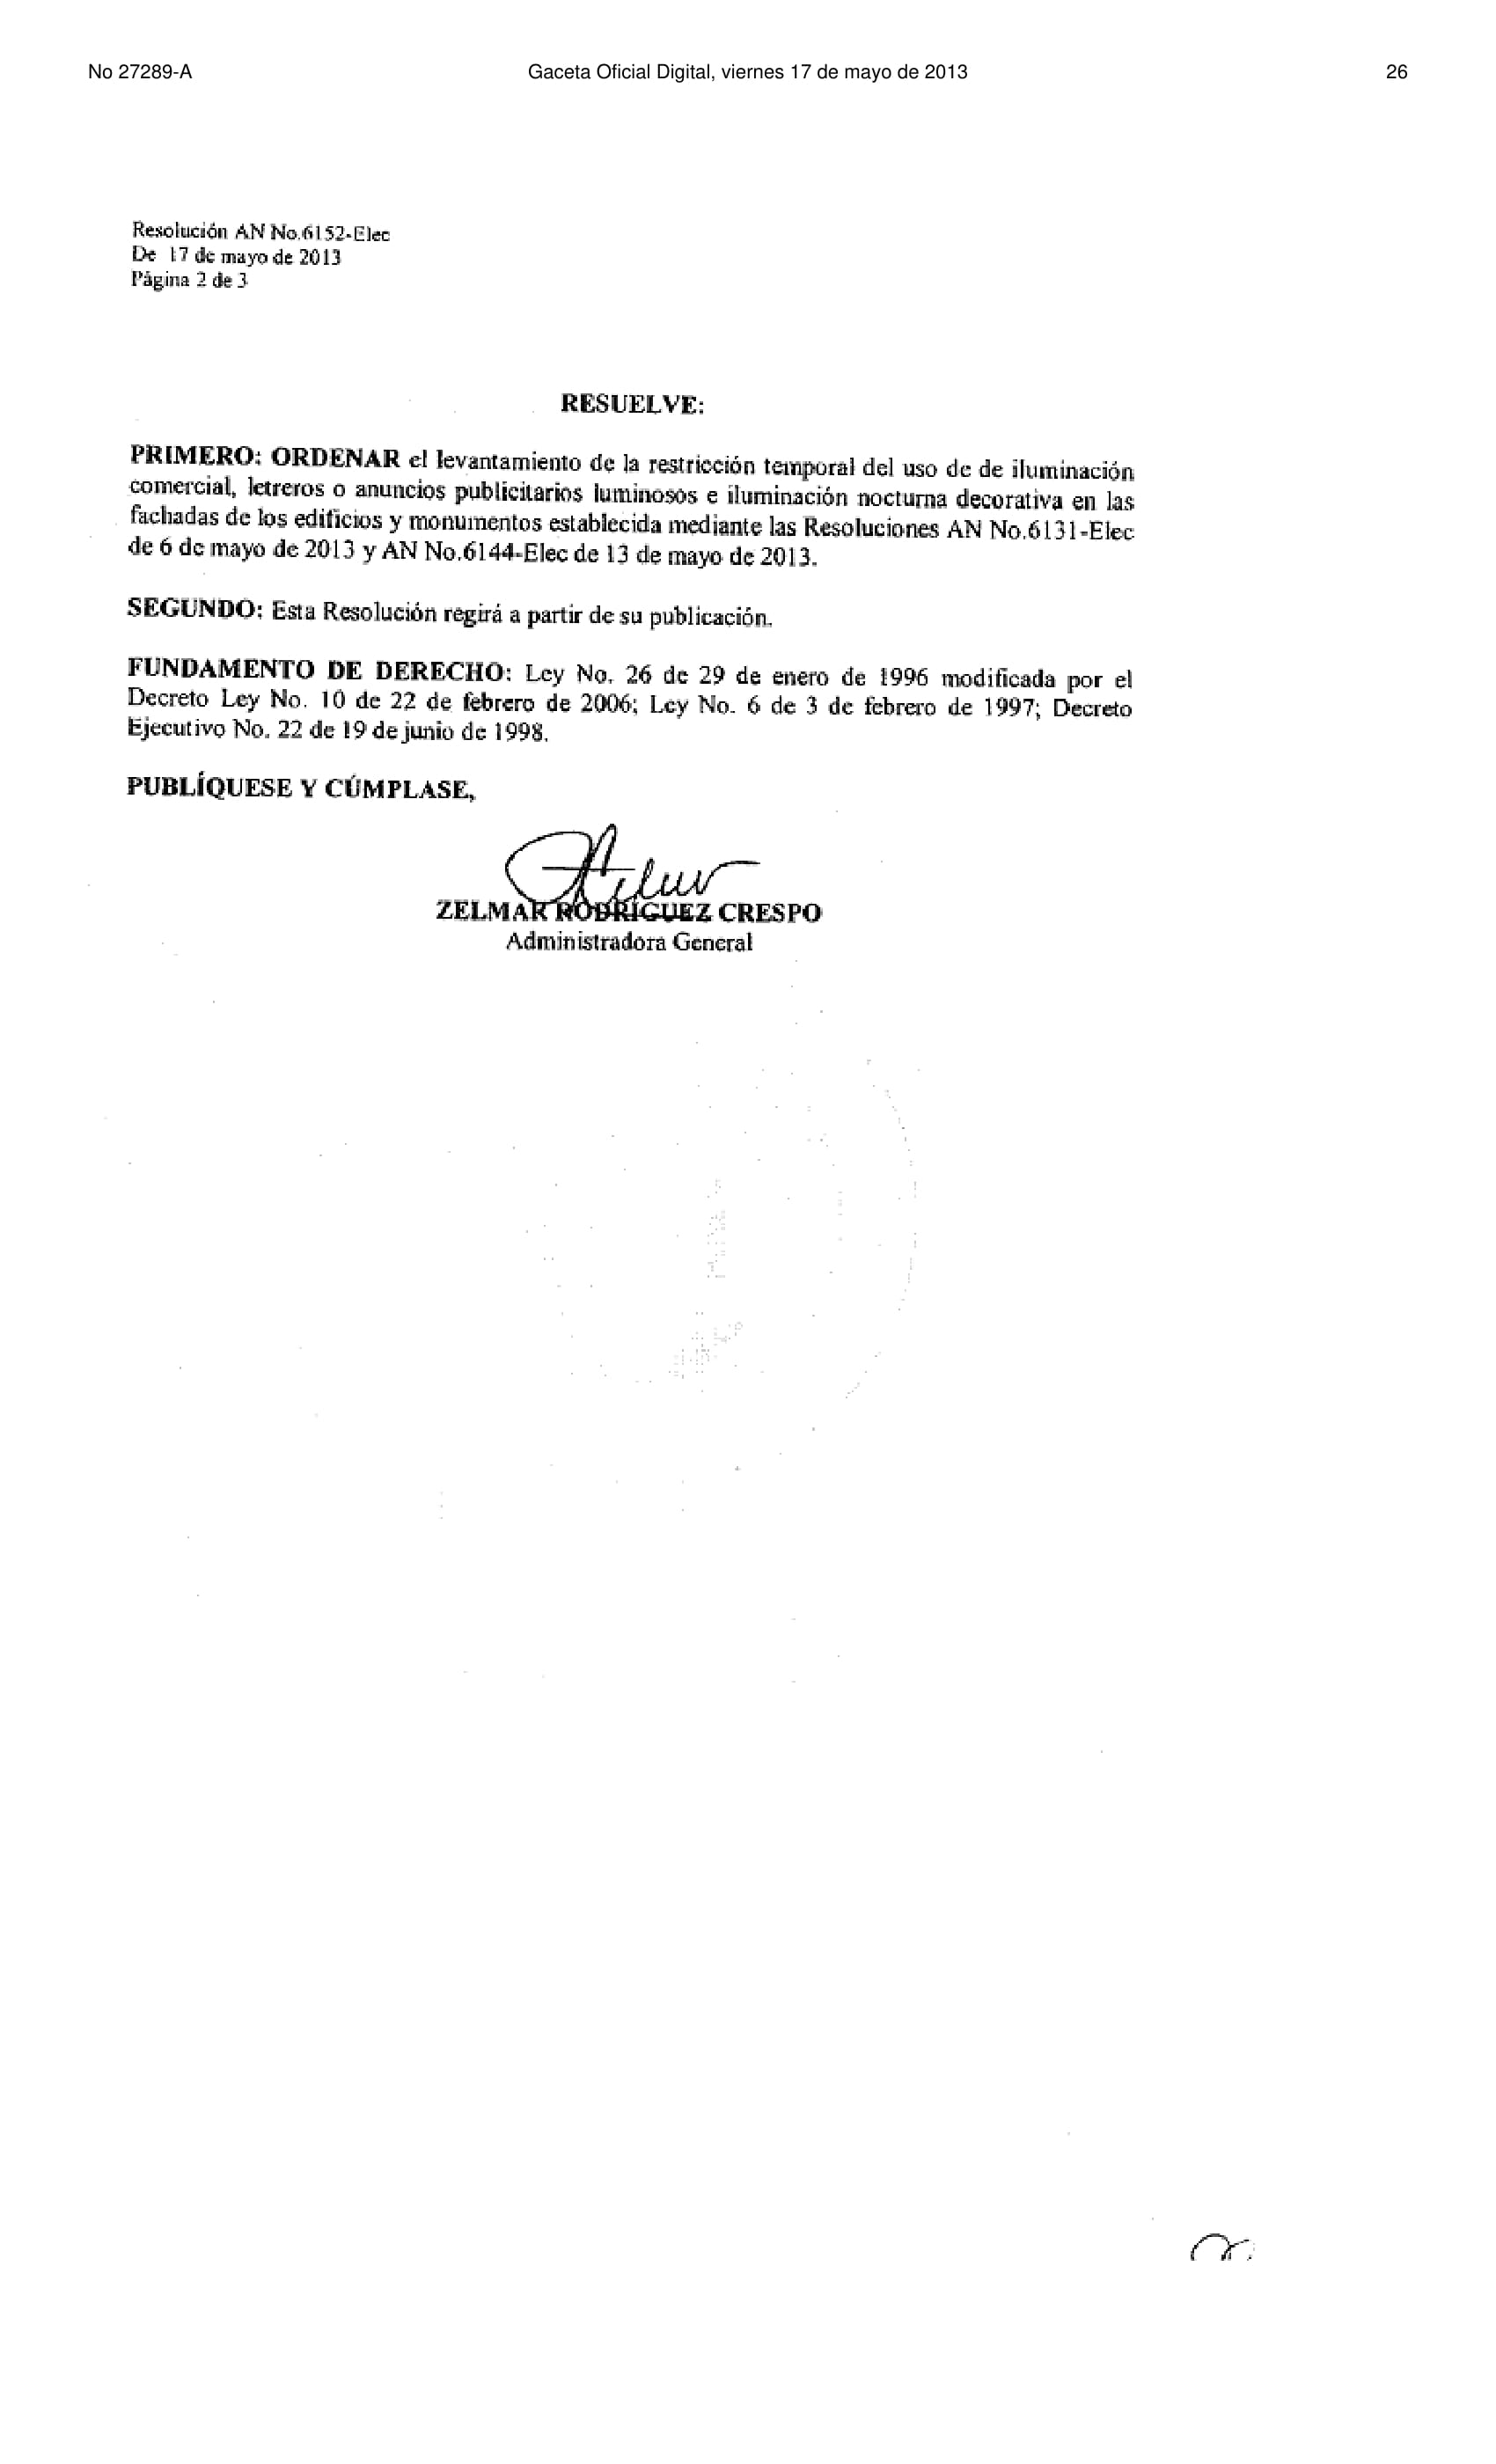 No 27289-A Gaceta Oficial Digital, viernes 17 de mayo de 2013 26
Resolución AN No.6152-Elec
De 17 de mayo de 2013
Página 2 de 3
RESUELVE:
PRIMERO: ORDENAR el levantamiento de la restricción temporal del uso de de iluminación
comercial, letreros o anuncios publicitarios luminosos e iluminación nocturna decorativa en las
fachadas de los edificios y monumentos establecida mediante las Resoluciones AN No.6131-Elec
de 6 de mayo de 2013 y AN No.6144-Elec de 13 de mayo de 2013.
SEGUNDO: Esta Resolución regirá a partir de su publicación.
FUNDAMENTO DE DERECHO: Ley No. 26 de 29 de enero de 1996 modificada por el
Decreto Ley No. 10 de 22 de febrero de 2006; Ley No. 6 de 3 de febrero de 1997; Decreto
Ejecutivo No. 22 de 19 de junio de 1998.
PUBLÍQUESE Y CÚMPLASE,
ZELMAR RODRÍGUEZ CRESPO
Administradora General